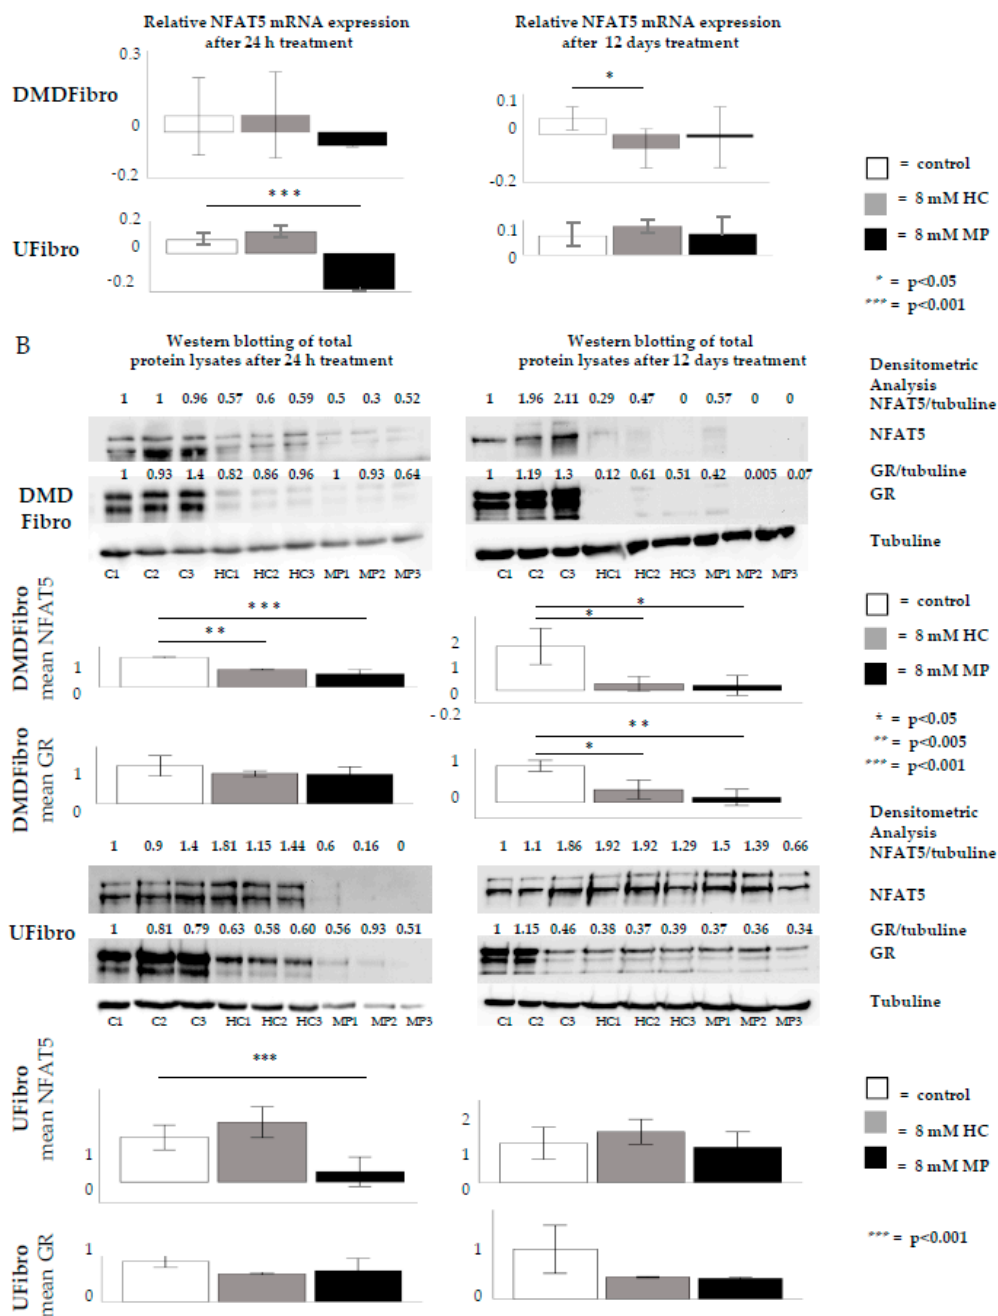 Relative NFAT5 mRNA expression
after 24 h treatment
Relative NFAT5 mRNA expression
after 12 days treatment
0.3
DMDFibro
0
-0.2
*
0.1
0
-0.2
= control
= 8 mM HC
= 8 mM MP
* = p<0.05
*** = p<0.001
***
UFibro
0.2
0
-0.2
0.1
0
B
Western blotting of total
protein lysates after 24 h treatment
Western blotting of total
protein lysates after 12 days treatment
Densitometric
Analysis
NFAT5/tubuline
1 1 0.96 0.57 0.6 0.59 0.5 0.3 0.52
1 1.96 2.11 0.29 0.47 0 0.57 0 0
NFAT5
1 0.93 1.4 0.82 0.86 0.96 1 0.93 0.64
1 1.19 1.3 0.12 0.61 0.51 0.42 0.005 0.07
GR/tubuline
GR
DMD
Fibro
Tubuline
C1 C2 C3 HC1 HC2 HC3 MP1 MP2 MP3
C1 C2 C3 HC1 HC2 HC3 MP1 MP2 MP3
DMDFibro
mean NFAT5
***
**
1
0
*
*
2
1
0
- 0.2
= control
= 8 mM HC
= 8 mM MP
* = p<0.05
** = p<0.005
*** = p<0.001
DMDFibro
mean GR
1
0
**
*
1
0
Densitometric
Analysis
NFAT5/tubuline
1 0.9 1.4 1.81 1.15 1.44 0.6 0.16 0
1 1.1 1.86 1.92 1.92 1.29 1.5 1.39 0.66
NFAT5
UFibro
1 0.81 0.79 0.63 0.58 0.60 0.56 0.93 0.51
1 1.15 0.46 0.38 0.37 0.39 0.37 0.36 0.34
GR/tubuline
GR
Tubuline
C1 C2 C3 HC1 HC2 HC3 MP1 MP2 MP3
C1 C2 C3 HC1 HC2 HC3 MP1 MP2 MP3
UFibro
mean NFAT5
***
1
0
2
1
0
= control
= 8 mM HC
= 8 mM MP
UFibro
mean GR
1
0
1
0
*** = p<0.001